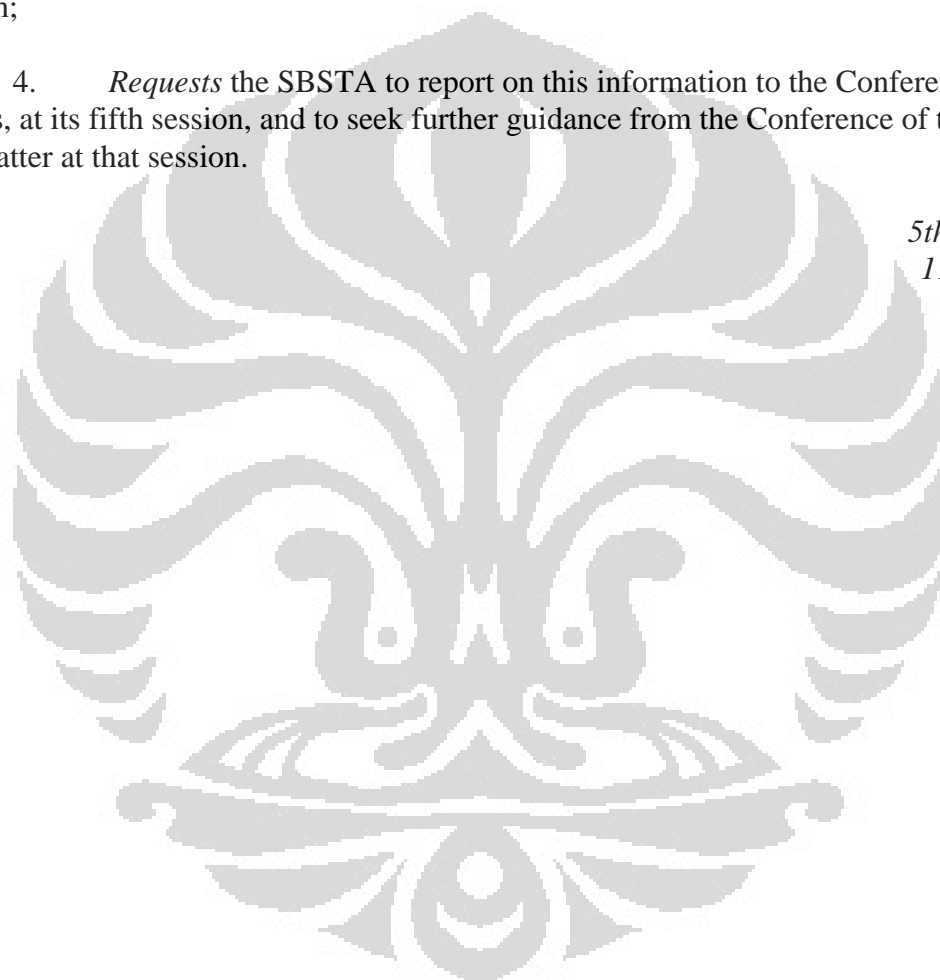 n;
4. Requests the SBSTA to report on this information to the Conferen
s, at its fifth session, and to seek further guidance from the Conference of t
atter at that session.
5th
11